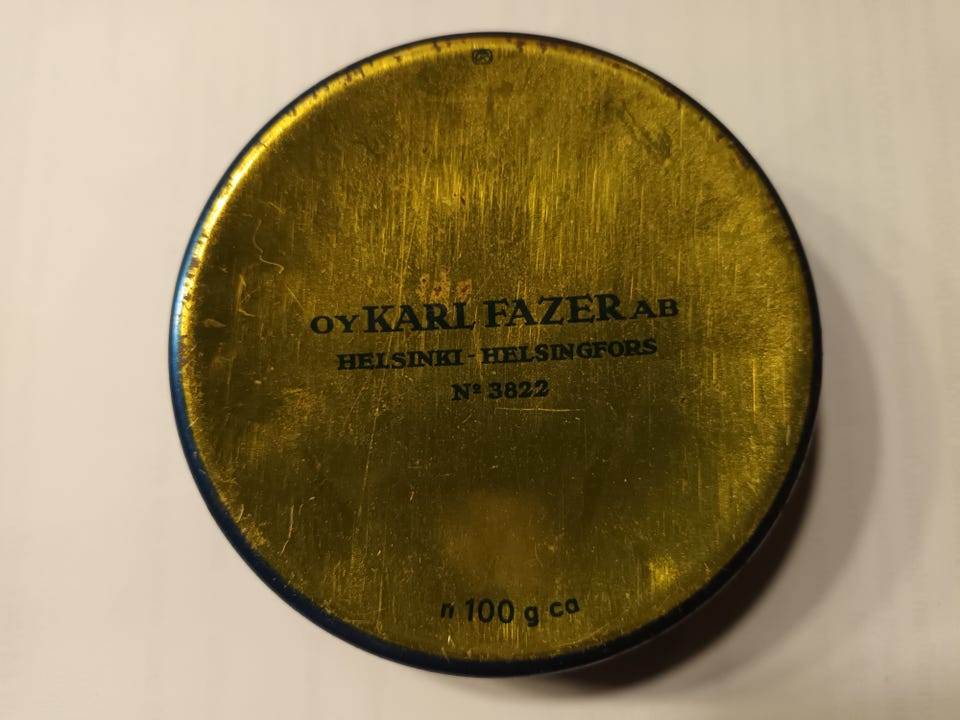 OY KARL FAZER AB
HELSINKI - HELSINGFORS
Nº 3822
n 100 g ca